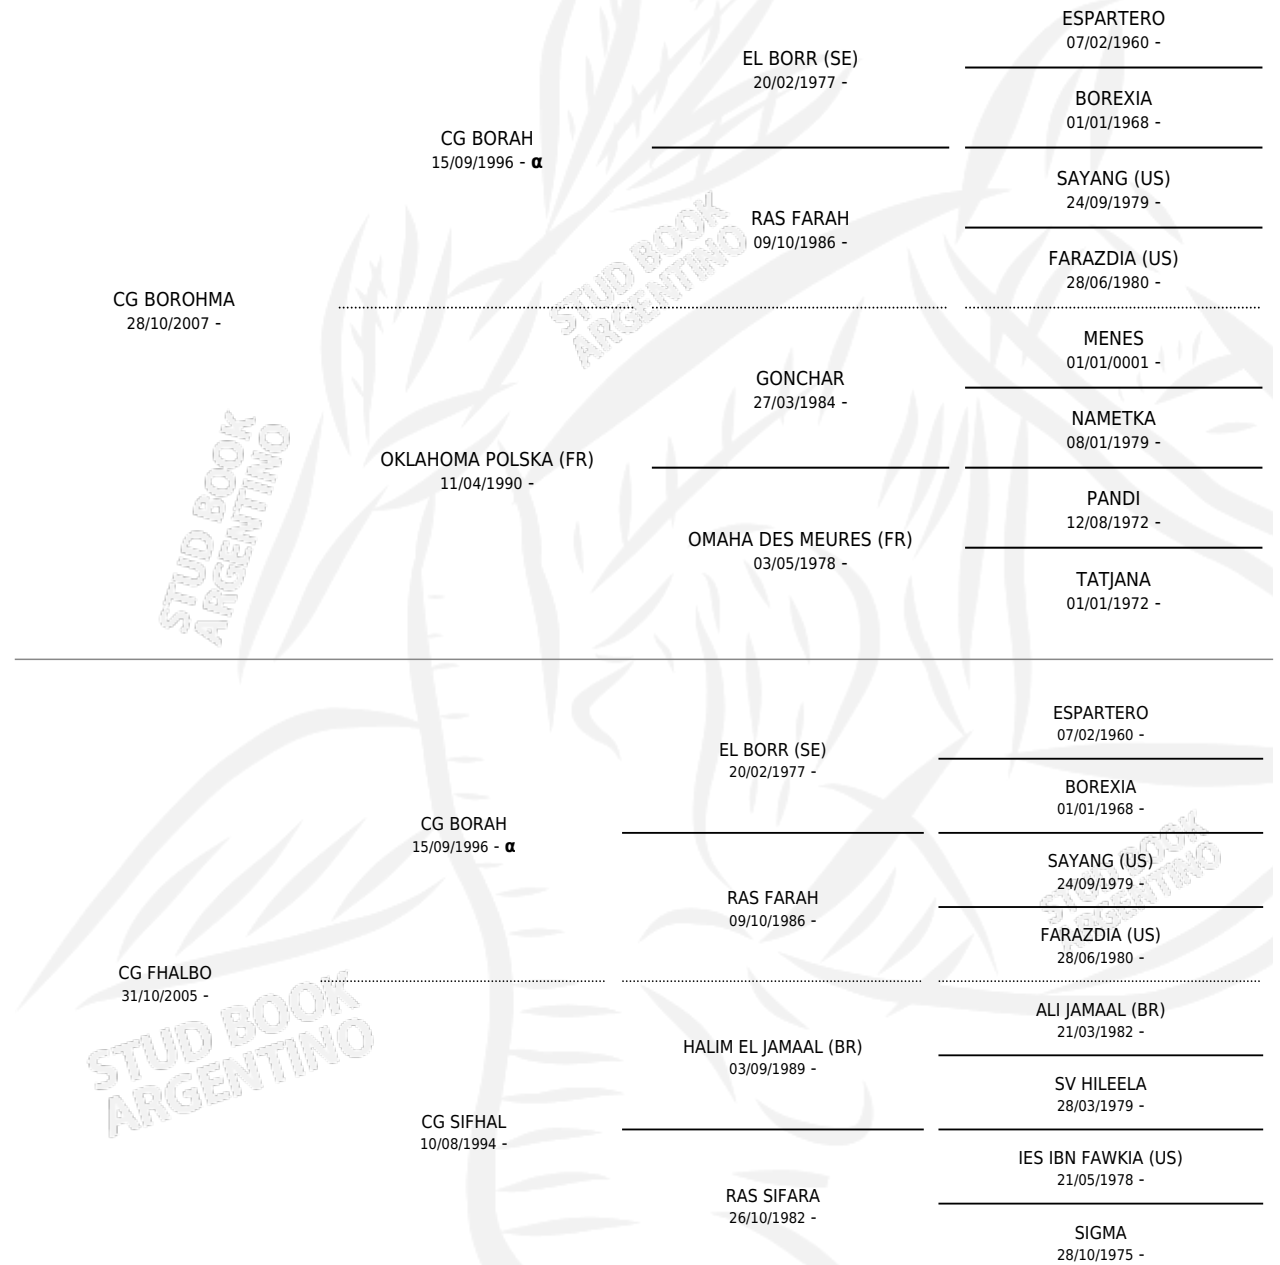 ESPARTERO
07/02/1960 -
EL BORR (SE)
20/02/1977 -
BOREXIA
01/01/1968 -
CG BORAH
15/09/1996 - α
SAYANG (US)
24/09/1979 -
RAS FARAH
09/10/1986 -
FARAZDIA (US)
28/06/1980 -
CG BOROHMA
28/10/2007 -
MENES
01/01/0001 -
GONCHAR
27/03/1984 -
NAMETKA
08/01/1979 -
OKLAHOMA POLSKA (FR)
11/04/1990 -
PANDI
12/08/1972 -
OMAHA DES MEURES (FR)
03/05/1978 -
TATJANA
01/01/1972 -
STUD BOOK
ARGENTINO
STUD BOOK
ARGENTINO
ESPARTERO
07/02/1960 -
EL BORR (SE)
20/02/1977 -
BOREXIA
01/01/1968 -
CG BORAH
15/09/1996 - α
SAYANG (US)
24/09/1979 -
RAS FARAH
09/10/1986 -
FARAZDIA (US)
28/06/1980 -
CG FHALBO
31/10/2005 -
ALI JAMAAL (BR)
21/03/1982 -
HALIM EL JAMAAL (BR)
03/09/1989 -
SV HILEELA
28/03/1979 -
CG SIFHAL
10/08/1994 -
IES IBN FAWKIA (US)
21/05/1978 -
RAS SIFARA
26/10/1982 -
SIGMA
28/10/1975 -
STUD BOOK
ARGENTINO
STUD BOOK
ARGENTINO